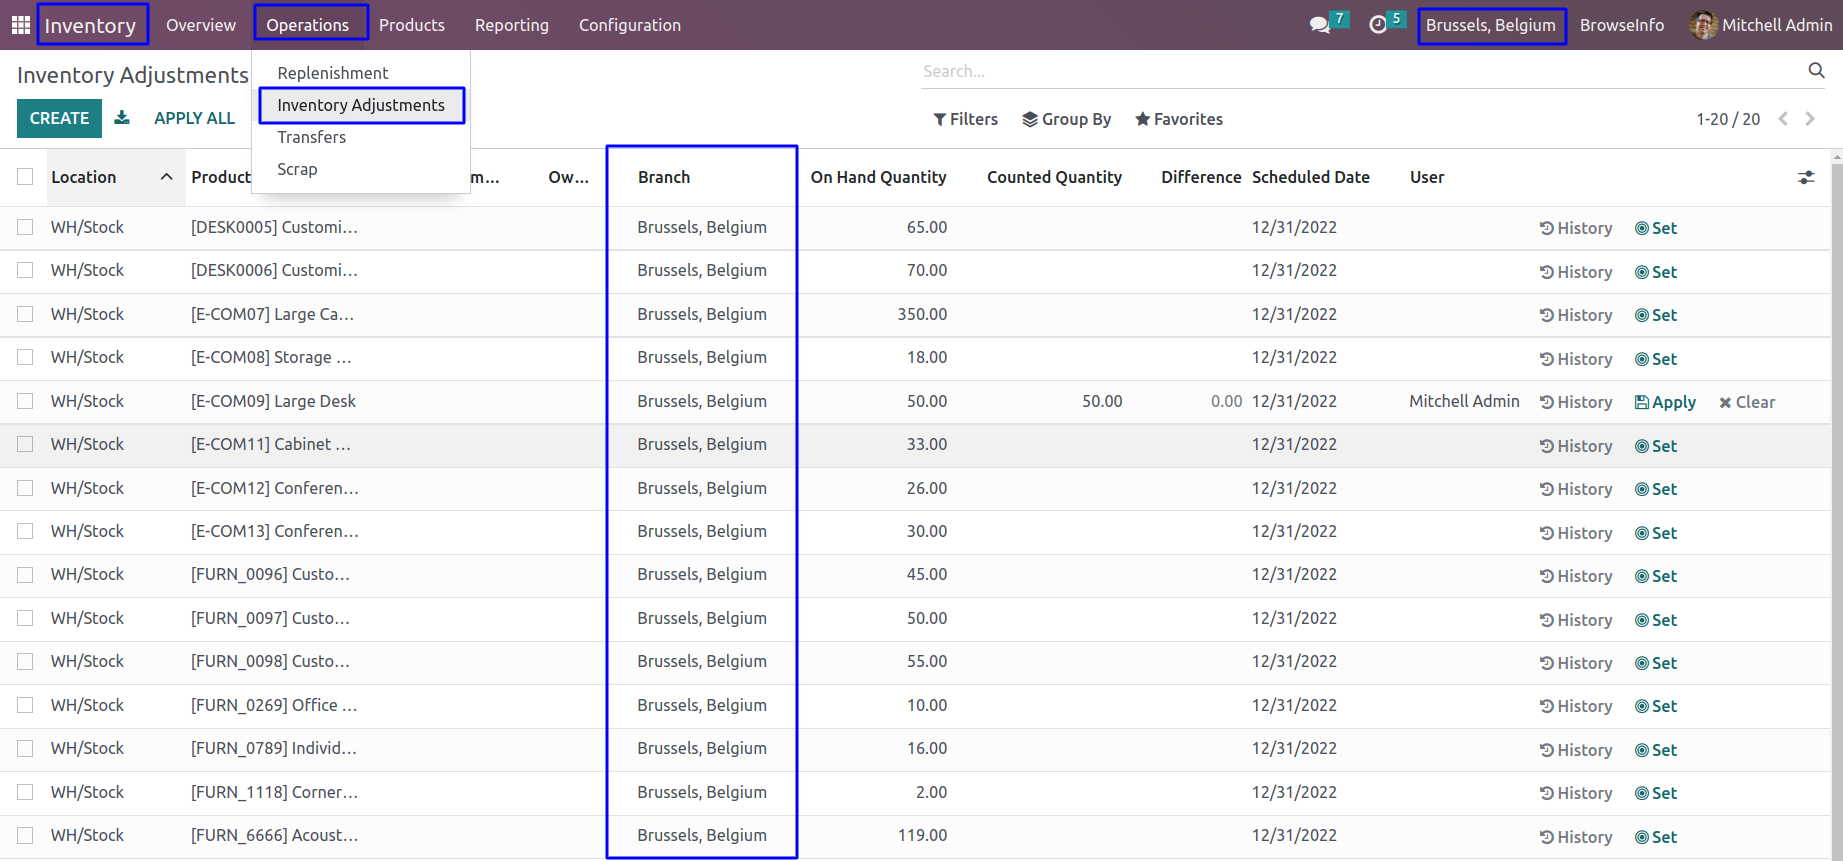 Inventory Overview Operations Products Reporting Configuration 7 5 Brussels, Belgium BrowseInfo Mitchell Admin
Inventory Adjustments
Search...
CREATE APPLY ALL
Replenishment
Inventory Adjustments
Transfers
Scrap
Filters Group By Favorites 1-20 / 20
Location Product m... Ow... Branch On Hand Quantity Counted Quantity Difference Scheduled Date User
WH/Stock [DESK0005] Customi... Brussels, Belgium 65.00 12/31/2022 History Set
WH/Stock [DESK0006] Customi... Brussels, Belgium 70.00 12/31/2022 History Set
WH/Stock [E-COM07] Large Ca... Brussels, Belgium 350.00 12/31/2022 History Set
WH/Stock [E-COM08] Storage ... Brussels, Belgium 18.00 12/31/2022 History Set
WH/Stock [E-COM09] Large Desk Brussels, Belgium 50.00 50.00 0.00 12/31/2022 Mitchell Admin History Apply Clear
WH/Stock [E-COM11] Cabinet ... Brussels, Belgium 33.00 12/31/2022 History Set
WH/Stock [E-COM12] Conferen... Brussels, Belgium 26.00 12/31/2022 History Set
WH/Stock [E-COM13] Conferen... Brussels, Belgium 30.00 12/31/2022 History Set
WH/Stock [FURN_0096] Custo... Brussels, Belgium 45.00 12/31/2022 History Set
WH/Stock [FURN_0097] Custo... Brussels, Belgium 50.00 12/31/2022 History Set
WH/Stock [FURN_0098] Custo... Brussels, Belgium 55.00 12/31/2022 History Set
WH/Stock [FURN_0269] Office ... Brussels, Belgium 10.00 12/31/2022 History Set
WH/Stock [FURN_0789] Individ... Brussels, Belgium 16.00 12/31/2022 History Set
WH/Stock [FURN_1118] Corner... Brussels, Belgium 2.00 12/31/2022 History Set
WH/Stock [FURN_6666] Acoust... Brussels, Belgium 119.00 12/31/2022 History Set